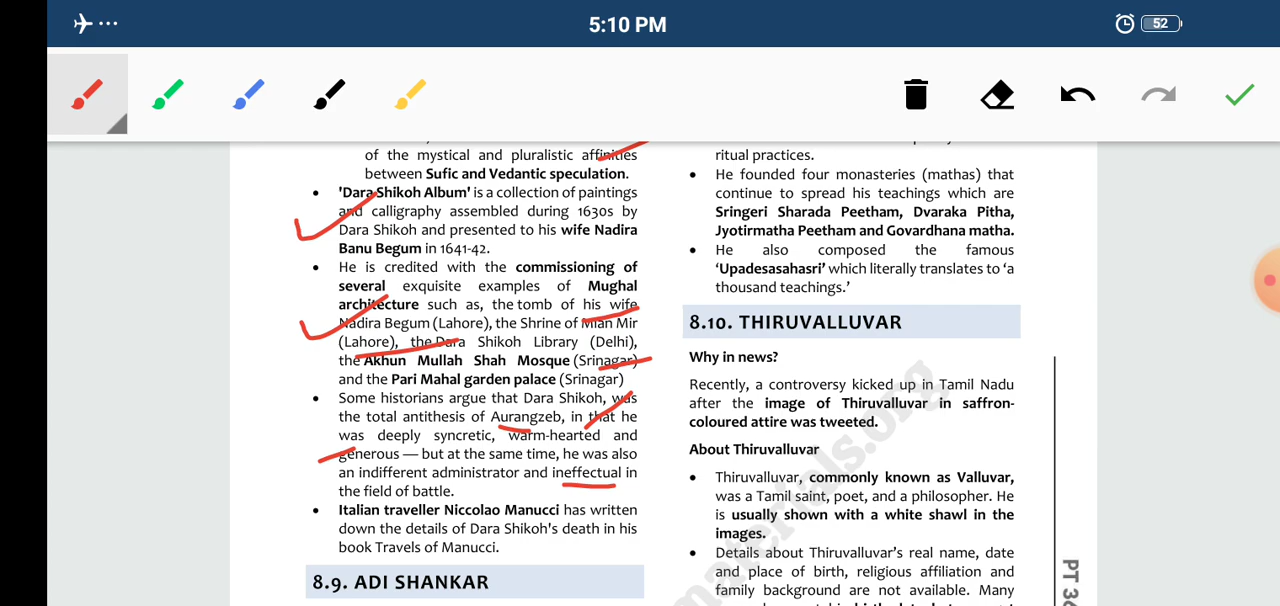 5:10 PM
52
of the mystical and pluralistic affinities
between Sufic and Vedantic speculation.
• 'Dara Shikoh Album' is a collection of paintings
and calligraphy assembled during 1630s by
Dara Shikoh and presented to his wife Nadira
Banu Begum in 1641-42.
• He is credited with the commissioning of
several exquisite examples of Mughal
architecture such as, the tomb of his wife
Nadira Begum (Lahore), the Shrine of Mian Mir
(Lahore), the Dara Shikoh Library (Delhi),
the Akhun Mullah Shah Mosque (Srinagar)
and the Pari Mahal garden palace (Srinagar)
• Some historians argue that Dara Shikoh, was
the total antithesis of Aurangzeb, in that he
was deeply syncretic, warm-hearted and
generous — but at the same time, he was also
an indifferent administrator and ineffectual in
the field of battle.
• Italian traveller Niccolao Manucci has written
down the details of Dara Shikoh's death in his
book Travels of Manucci.
8.9. ADI SHANKAR
ritual practices.
• He founded four monasteries (mathas) that
continue to spread his teachings which are
Sringeri Sharada Peetham, Dvaraka Pitha,
Jyotirmatha Peetham and Govardhana matha.
• He also composed the famous
'Upadesasahasri' which literally translates to 'a
thousand teachings.'
8.10. THIRUVALLUVAR
Why in news?
Recently, a controversy kicked up in Tamil Nadu
after the image of Thiruvalluvar in saffron-
coloured attire was tweeted.
About Thiruvalluvar
• Thiruvalluvar, commonly known as Valluvar,
was a Tamil saint, poet, and a philosopher. He
is usually shown with a white shawl in the
images.
• Details about Thiruvalluvar's real name, date
and place of birth, religious affiliation and
family background are not available. Many
materials.org
PT 36